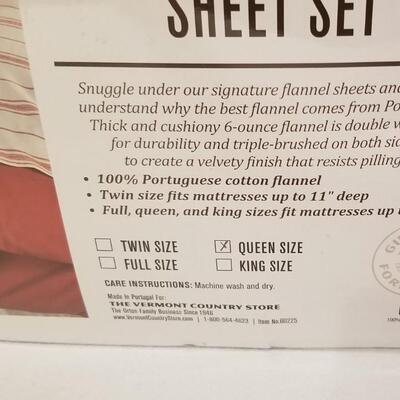 SHEET SET
Snuggle under our signature flannel sheets and
understand why the best flannel comes from
Thick and cushiony 6-ounce flannel is double
for durability and triple-brushed on both
to create a velvety finish that resists pilling
• 100% Portuguese cotton flannel
• Twin size fits mattresses up to 11" deep
• Full, queen, and king sizes fit mattresses up
TWIN SIZE ☒ QUEEN SIZE
FULL SIZE KING SIZE
CARE INSTRUCTIONS: Machine wash and dry.
Made In Portugal For:
THE VERMONT COUNTRY STORE
The Orton Family Business Since 1946
www.VermontCountryStore.com | 1-800-564-4623 | Item No.60225